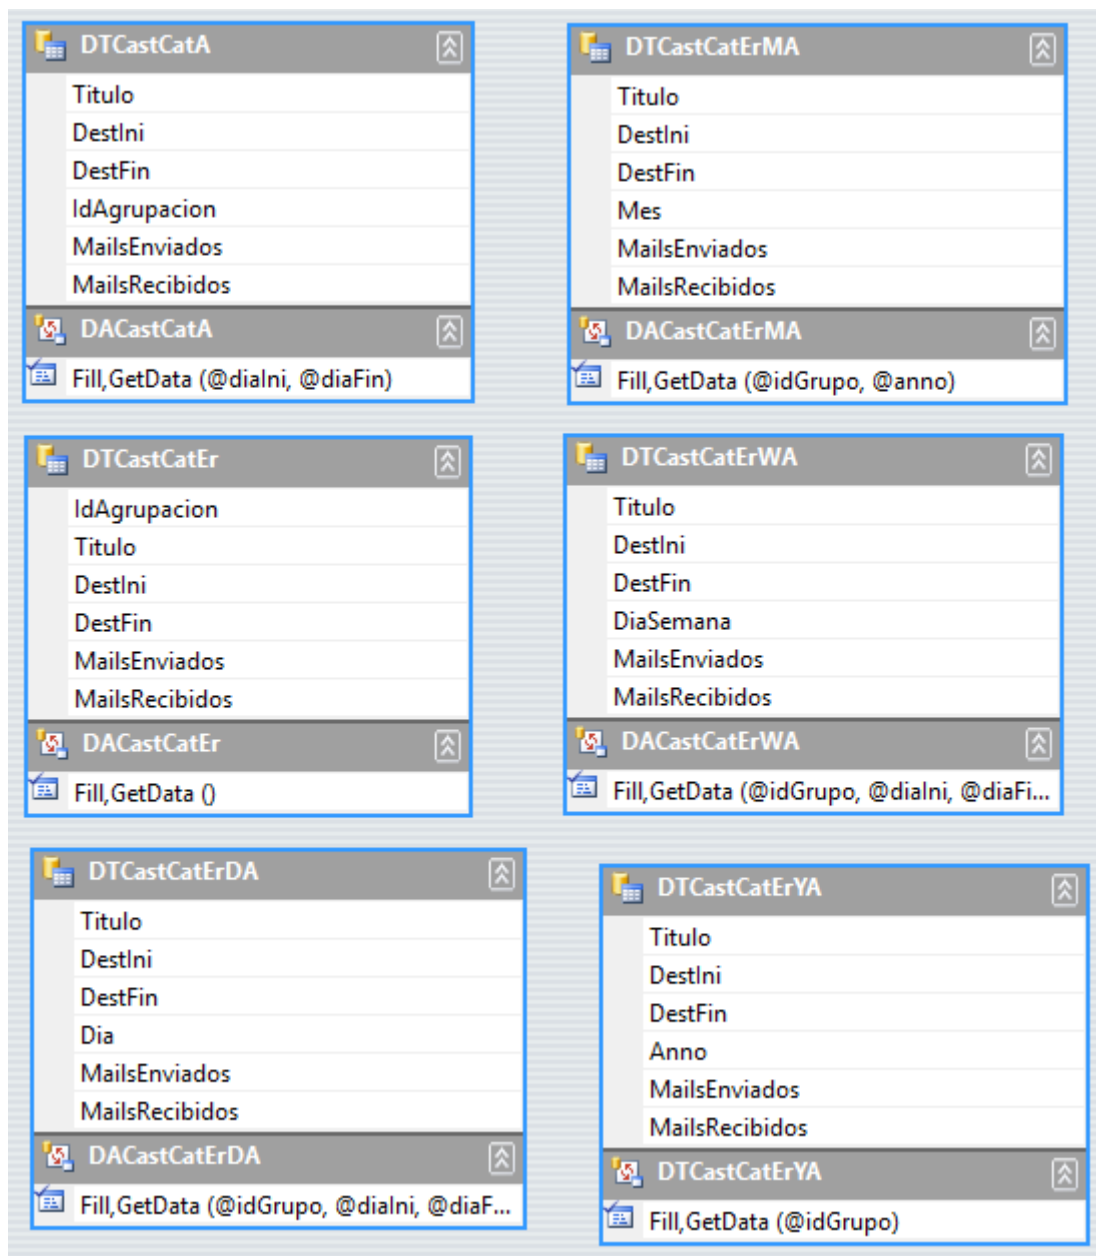 DTCastCatA
Titulo
DestIni
DestFin
IdAgrupacion
MailsEnviados
MailsRecibidos
DACastCatA
Fill,GetData (@diaIni, @diaFin)
DTCastCatErMA
Titulo
DestIni
DestFin
Mes
MailsEnviados
MailsRecibidos
DACastCatErMA
Fill,GetData (@idGrupo, @anno)
DTCastCatEr
IdAgrupacion
Titulo
DestIni
DestFin
MailsEnviados
MailsRecibidos
DACastCatEr
Fill,GetData ()
DTCastCatErWA
Titulo
DestIni
DestFin
DiaSemana
MailsEnviados
MailsRecibidos
DACastCatErWA
Fill,GetData (@idGrupo, @diaIni, @diaFi...
DTCastCatErDA
Titulo
DestIni
DestFin
Dia
MailsEnviados
MailsRecibidos
DACastCatErDA
Fill,GetData (@idGrupo, @diaIni, @diaF...
DTCastCatErYA
Titulo
DestIni
DestFin
Anno
MailsEnviados
MailsRecibidos
DTCastCatErYA
Fill,GetData (@idGrupo)